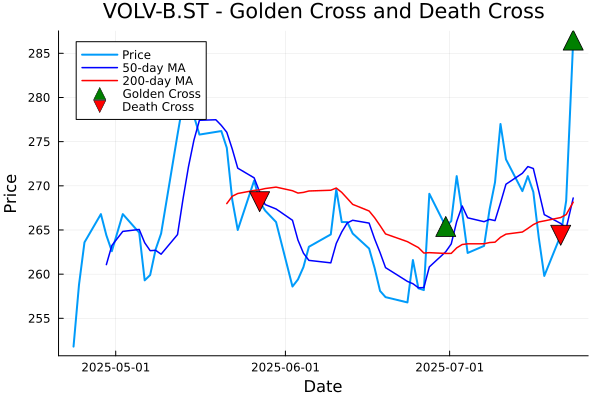 VOLV-B.ST - Golden Cross and Death Cross
Price
50-day MA
200-day MA
Golden Cross
Death Cross
Price
285
280
275
270
265
260
255
2025-05-01
2025-06-01
2025-07-01
Date